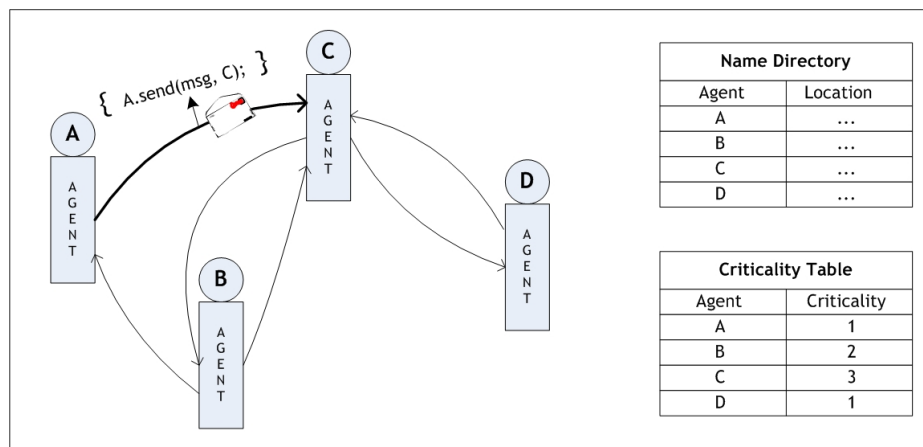 { A.send(msg, C); }
A
AGENT
C
AGENT
B
AGENT
D
AGENT
Name Directory
Agent Location
A ...
B ...
C ...
D ...
Criticality Table
Agent Criticality
A 1
B 2
C 3
D 1